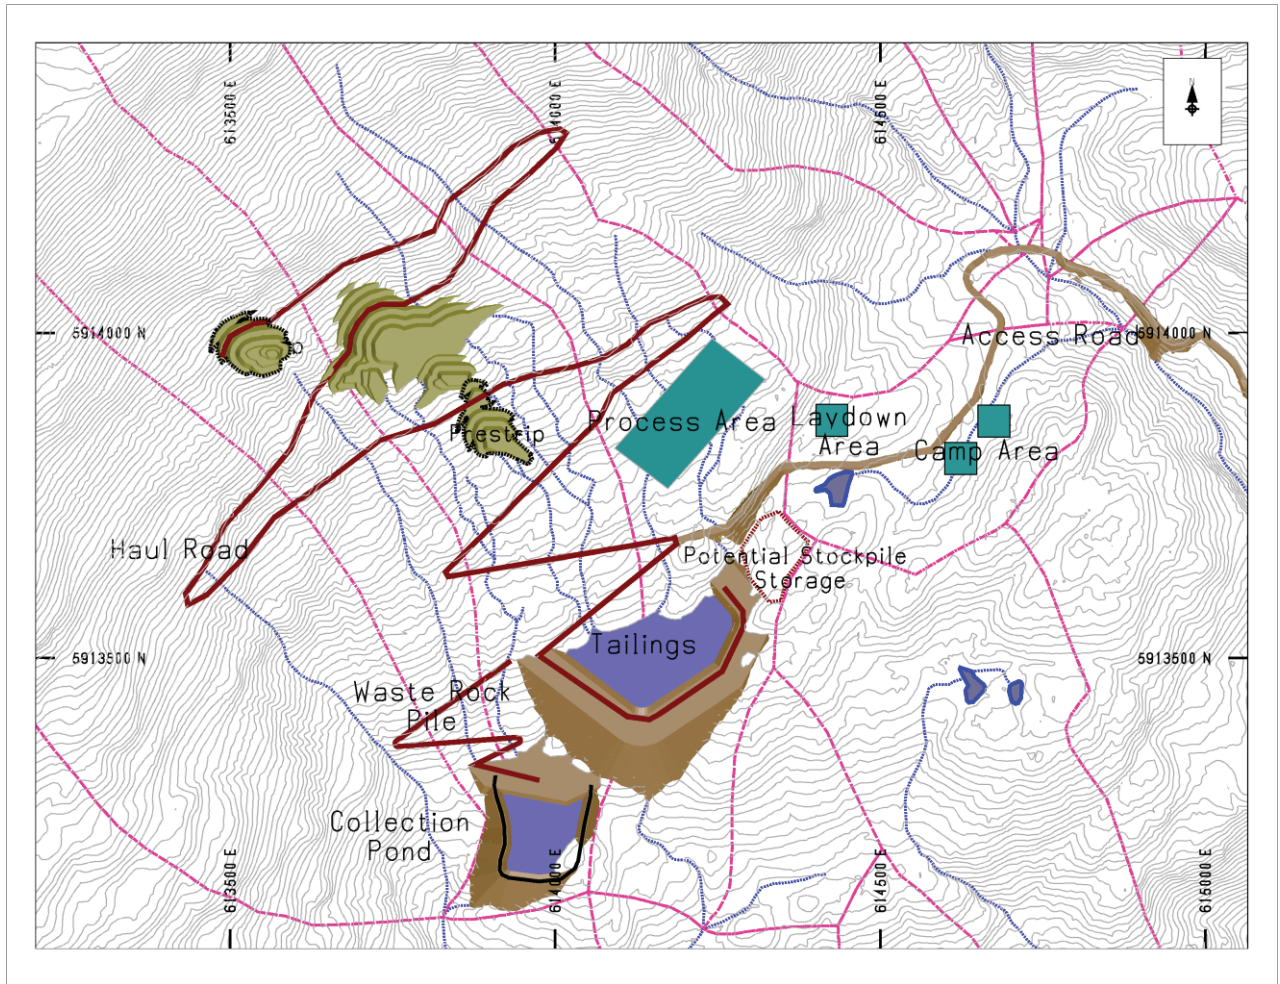 N
613500 E
614000 E
614500 E
5914000 N
Access Road
5914000 N
Prestrip
Process Area
Laydown
Area
Camp Area
Haul Road
Potential Stockpile
Storage
Tailings
5913500 N
5913500 N
Waste Rock
Pile
Collection
Pond
613500 E
614000 E
614500 E
615000 E